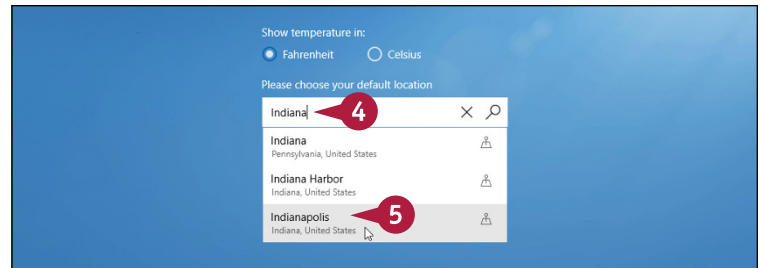 Show temperature in:
Fahrenheit Celsius
Please choose your default location
Indiana 4
Indiana
Pennsylvania, United States
Indiana Harbor
Indiana, United States
Indianapolis 5
Indiana, United States